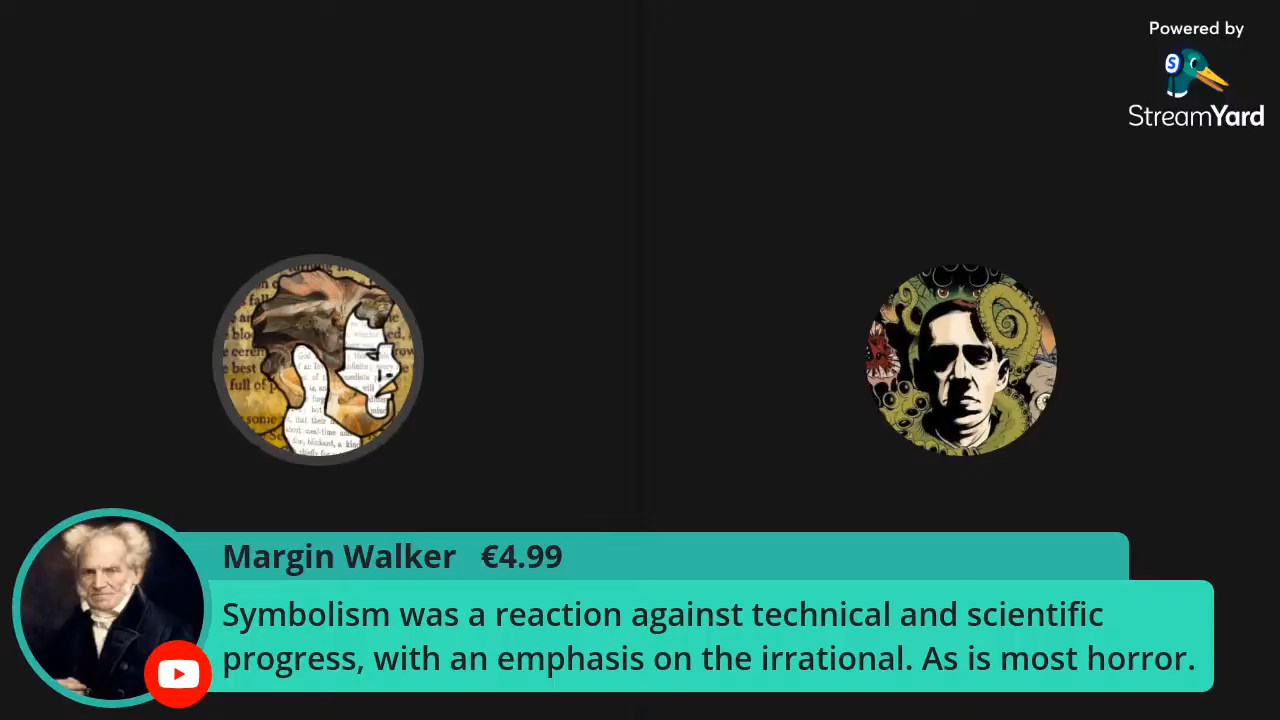 Powered by
S
StreamYard
Margin Walker €4.99
Symbolism was a reaction against technical and scientific
progress, with an emphasis on the irrational. As is most horror.